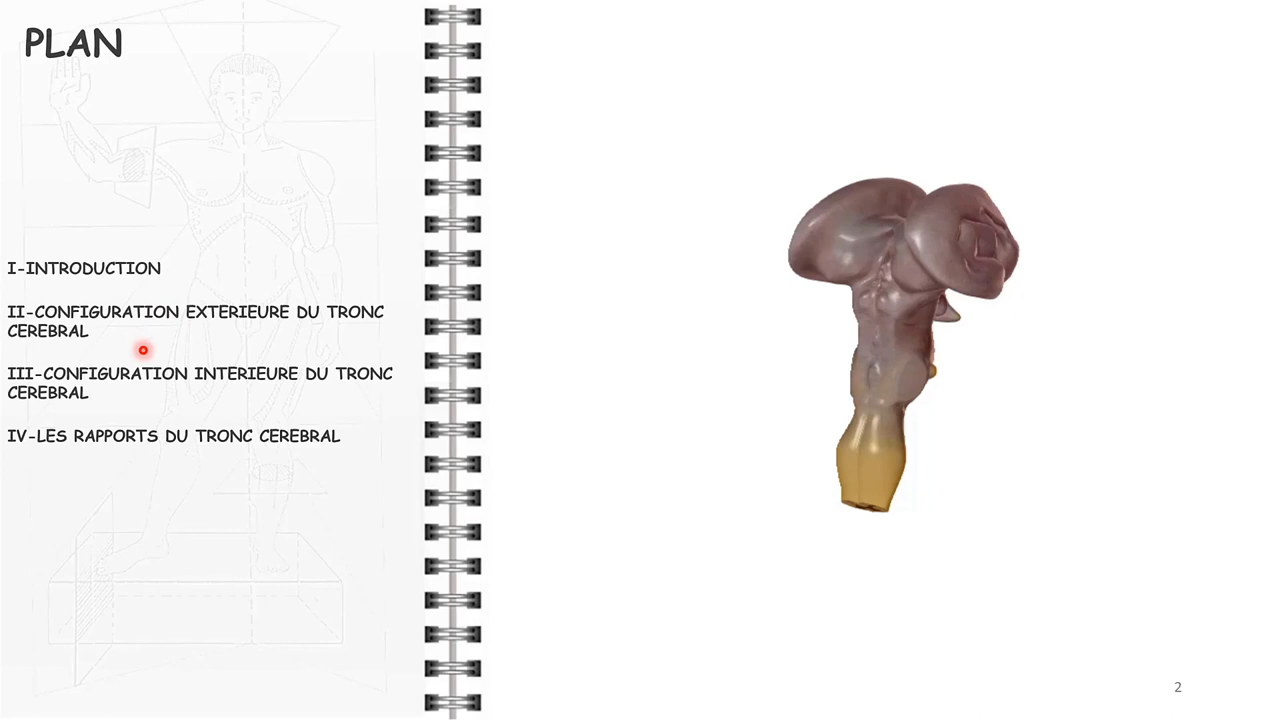 PLAN
I-INTRODUCTION
II-CONFIGURATION EXTERIEURE DU TRONC
CEREBRAL
III-CONFIGURATION INTERIEURE DU TRONC
CEREBRAL
IV-LES RAPPORTS DU TRONC CEREBRAL
2